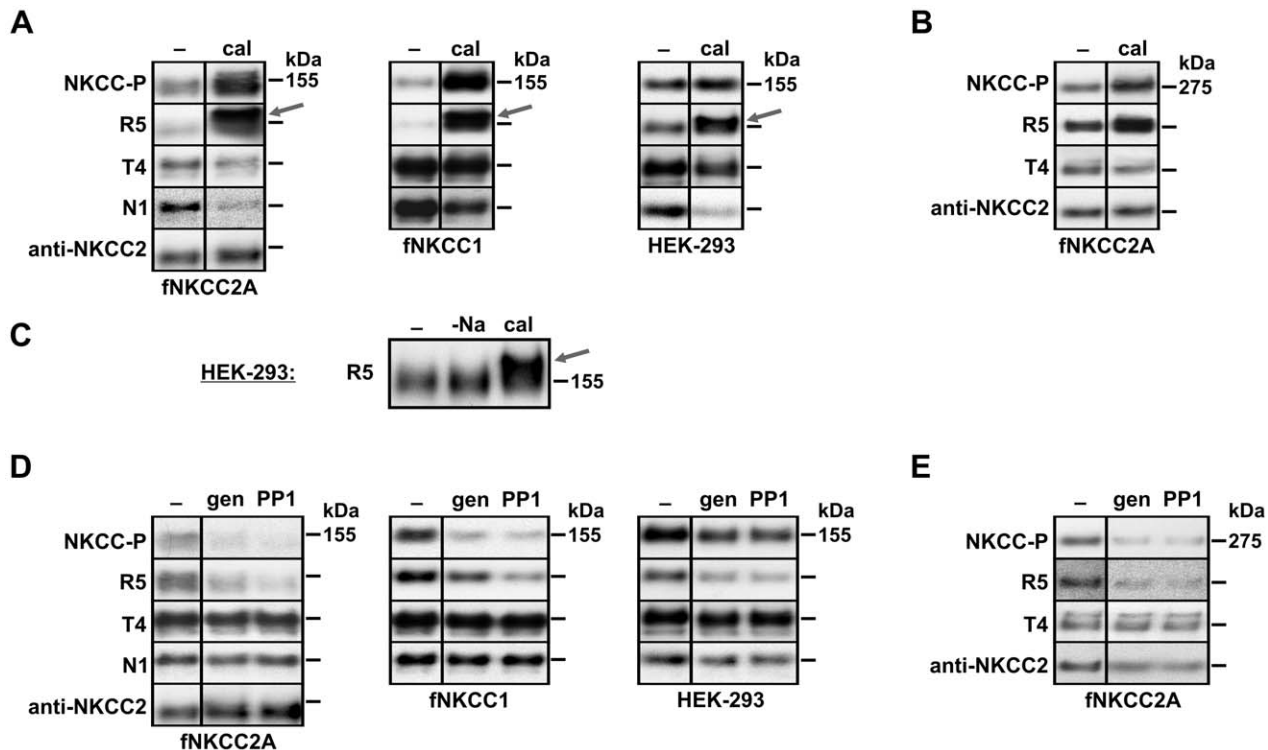 A
B
– cal kDa
– cal kDa
– cal kDa
– cal kDa
NKCC-P –155
–155
–155
NKCC-P –275
R5 –
–
–
R5 –
T4 –
–
–
T4 –
N1 –
–
–
anti-NKCC2 –
anti-NKCC2 –
fNKCC2A
fNKCC1
HEK-293
fNKCC2A
C
– -Na cal
HEK-293: R5 –155
D
E
– gen PP1 kDa
– gen PP1 kDa
– gen PP1 kDa
– gen PP1 kDa
NKCC-P –155
–155
–155
NKCC-P –275
R5 –
–
–
R5 –
T4 –
–
–
T4 –
N1 –
–
–
anti-NKCC2 –
anti-NKCC2 –
fNKCC2A
fNKCC1
HEK-293
fNKCC2A